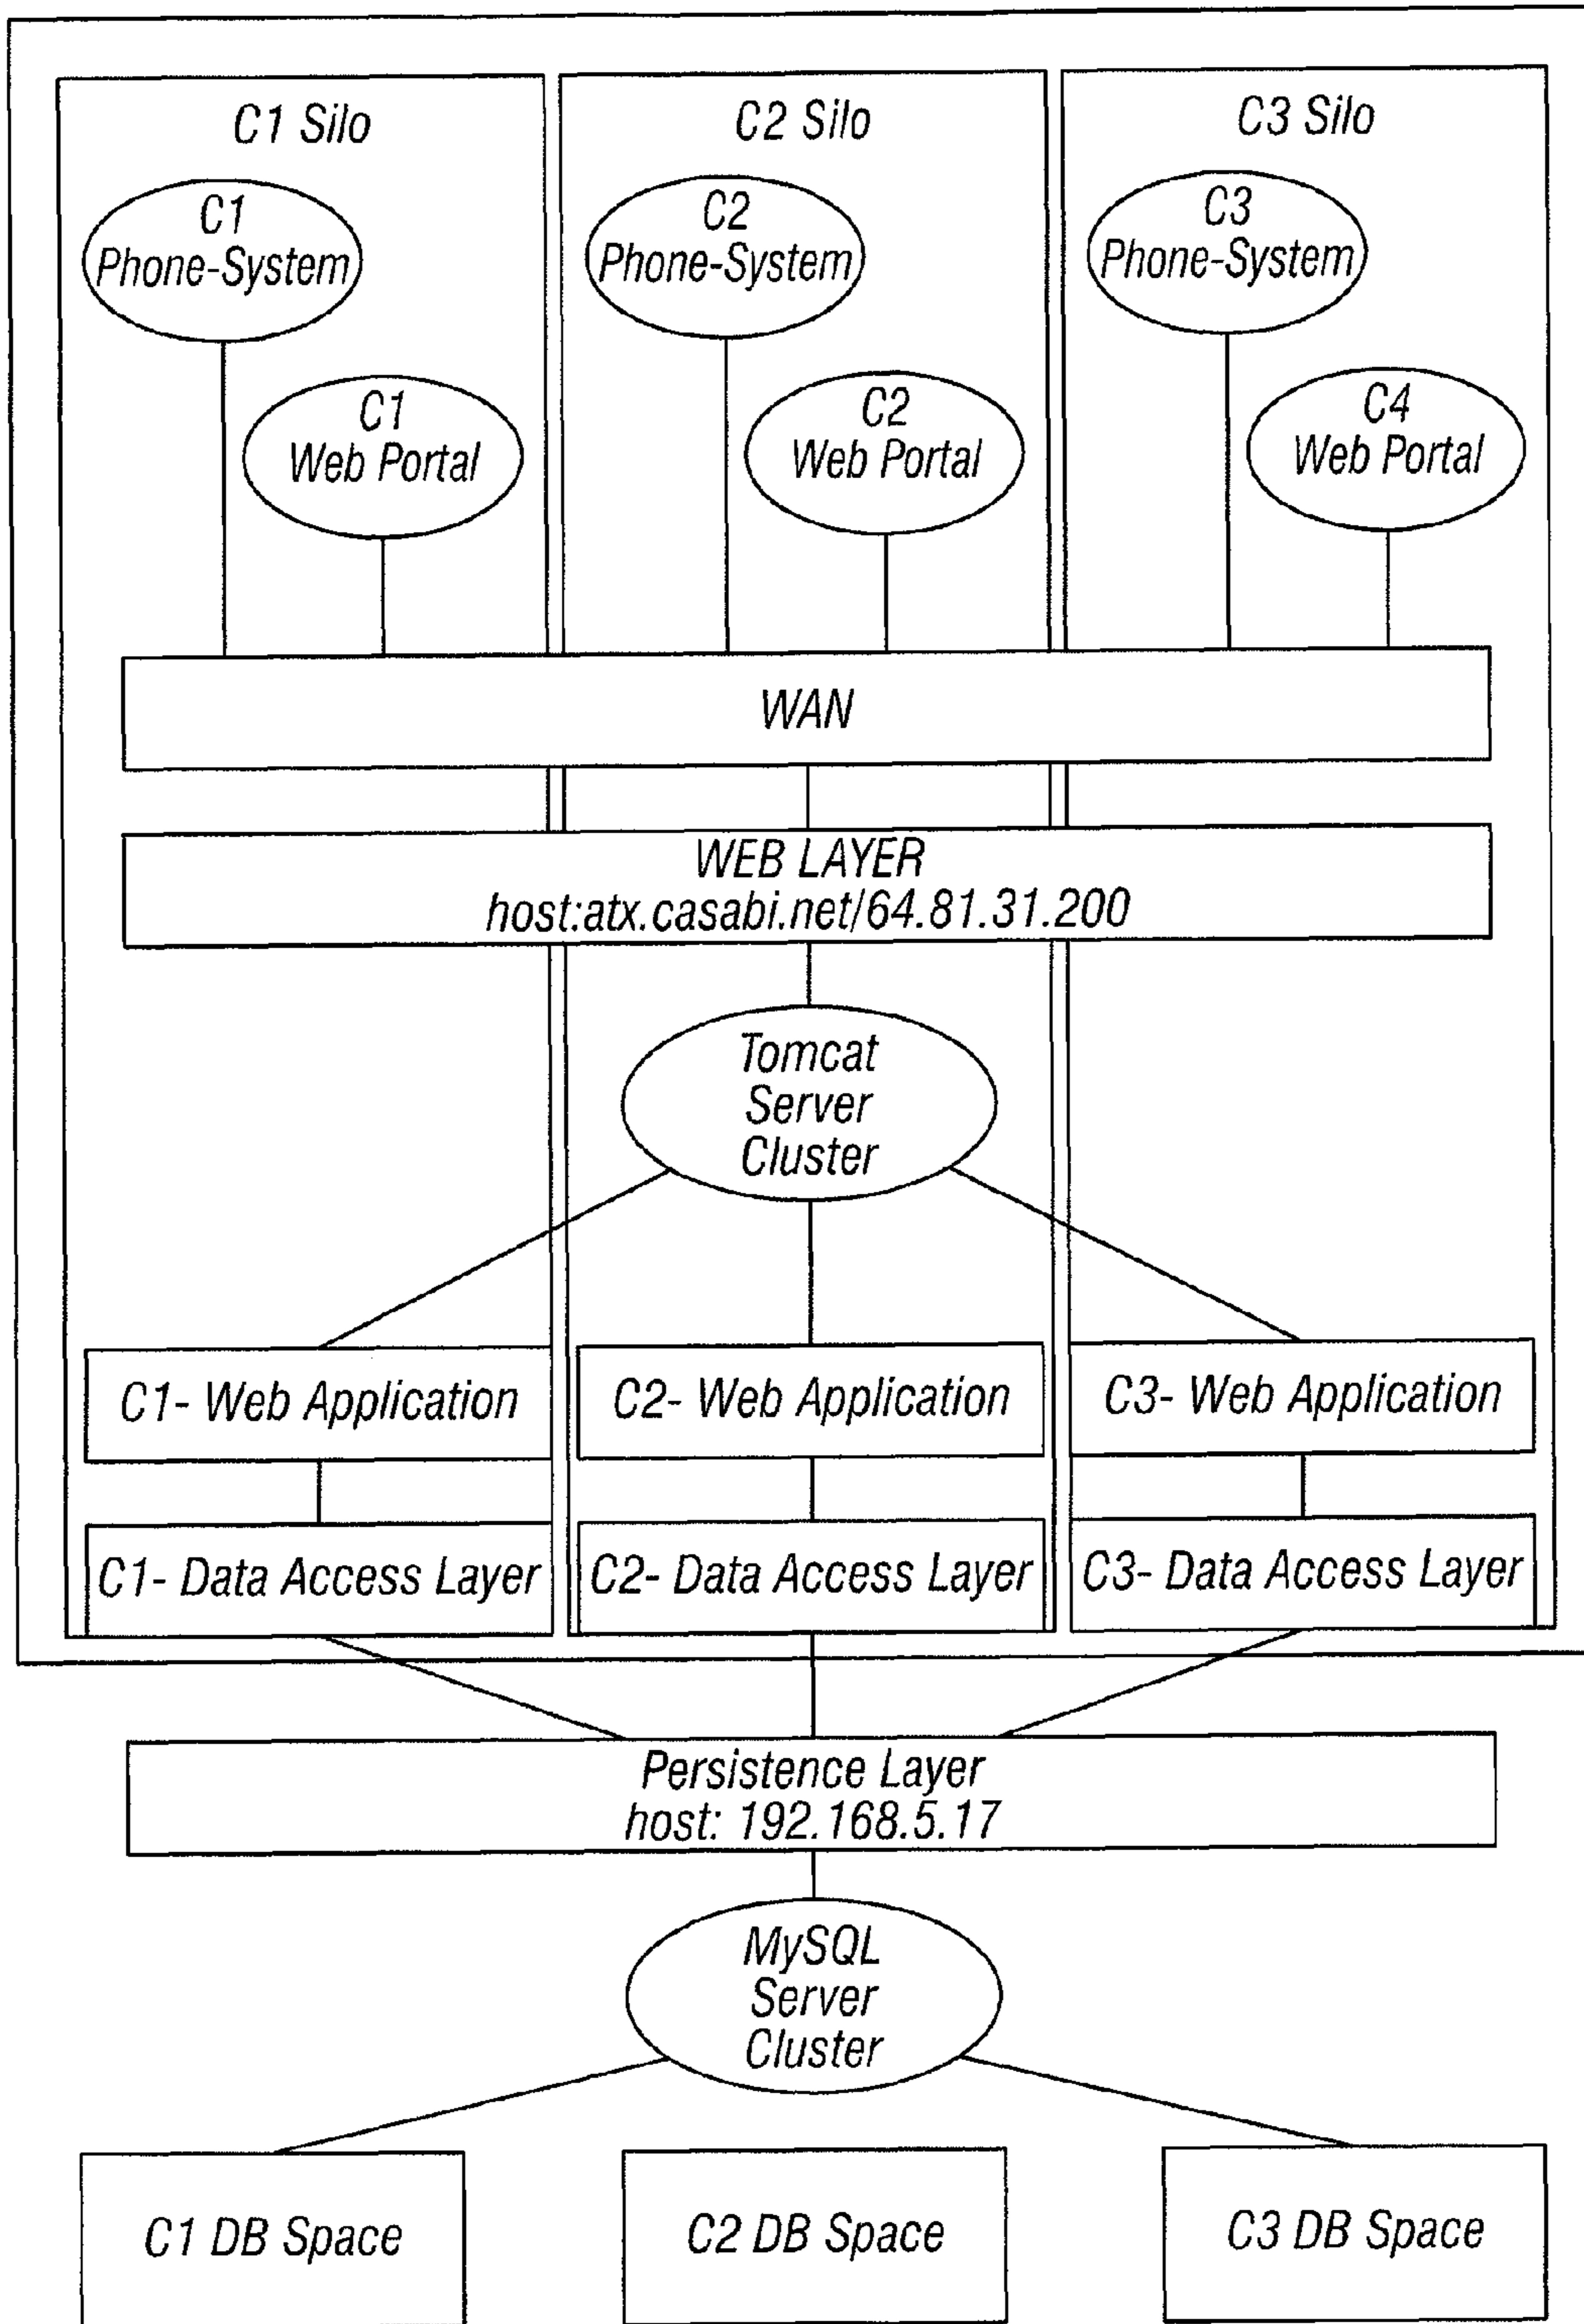 C1 Silo
C2 Silo
C3 Silo
C1
Phone-System
C2
Phone-System
C3
Phone-System
C1
Web Portal
C2
Web Portal
C4
Web Portal
WAN
WEB LAYER
host:atx.casabi.net/64.81.31.200
Tomcat
Server
Cluster
C1- Web Application
C2- Web Application
C3- Web Application
C1- Data Access Layer
C2- Data Access Layer
C3- Data Access Layer
Persistence Layer
host: 192.168.5.17
MySQL
Server
Cluster
C1 DB Space
C2 DB Space
C3 DB Space